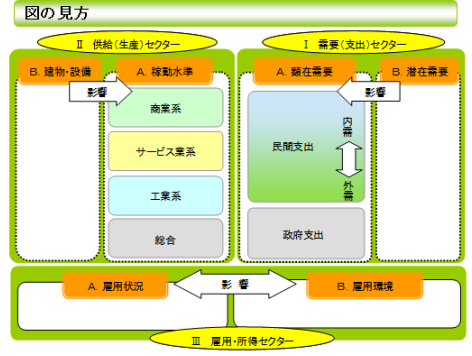 図の見方
Ⅱ 供給(生産)セクター
Ⅰ 需要(支出)セクター
B. 建物・設備
A. 稼動水準
A. 顕在需要
B. 潜在需要
影響
影響
商業系
サービス業系
工業系
総合
民間支出
内需
外需
政府支出
A. 雇用状況
影 響
B. 雇用環境
Ⅲ 雇用・所得セクター